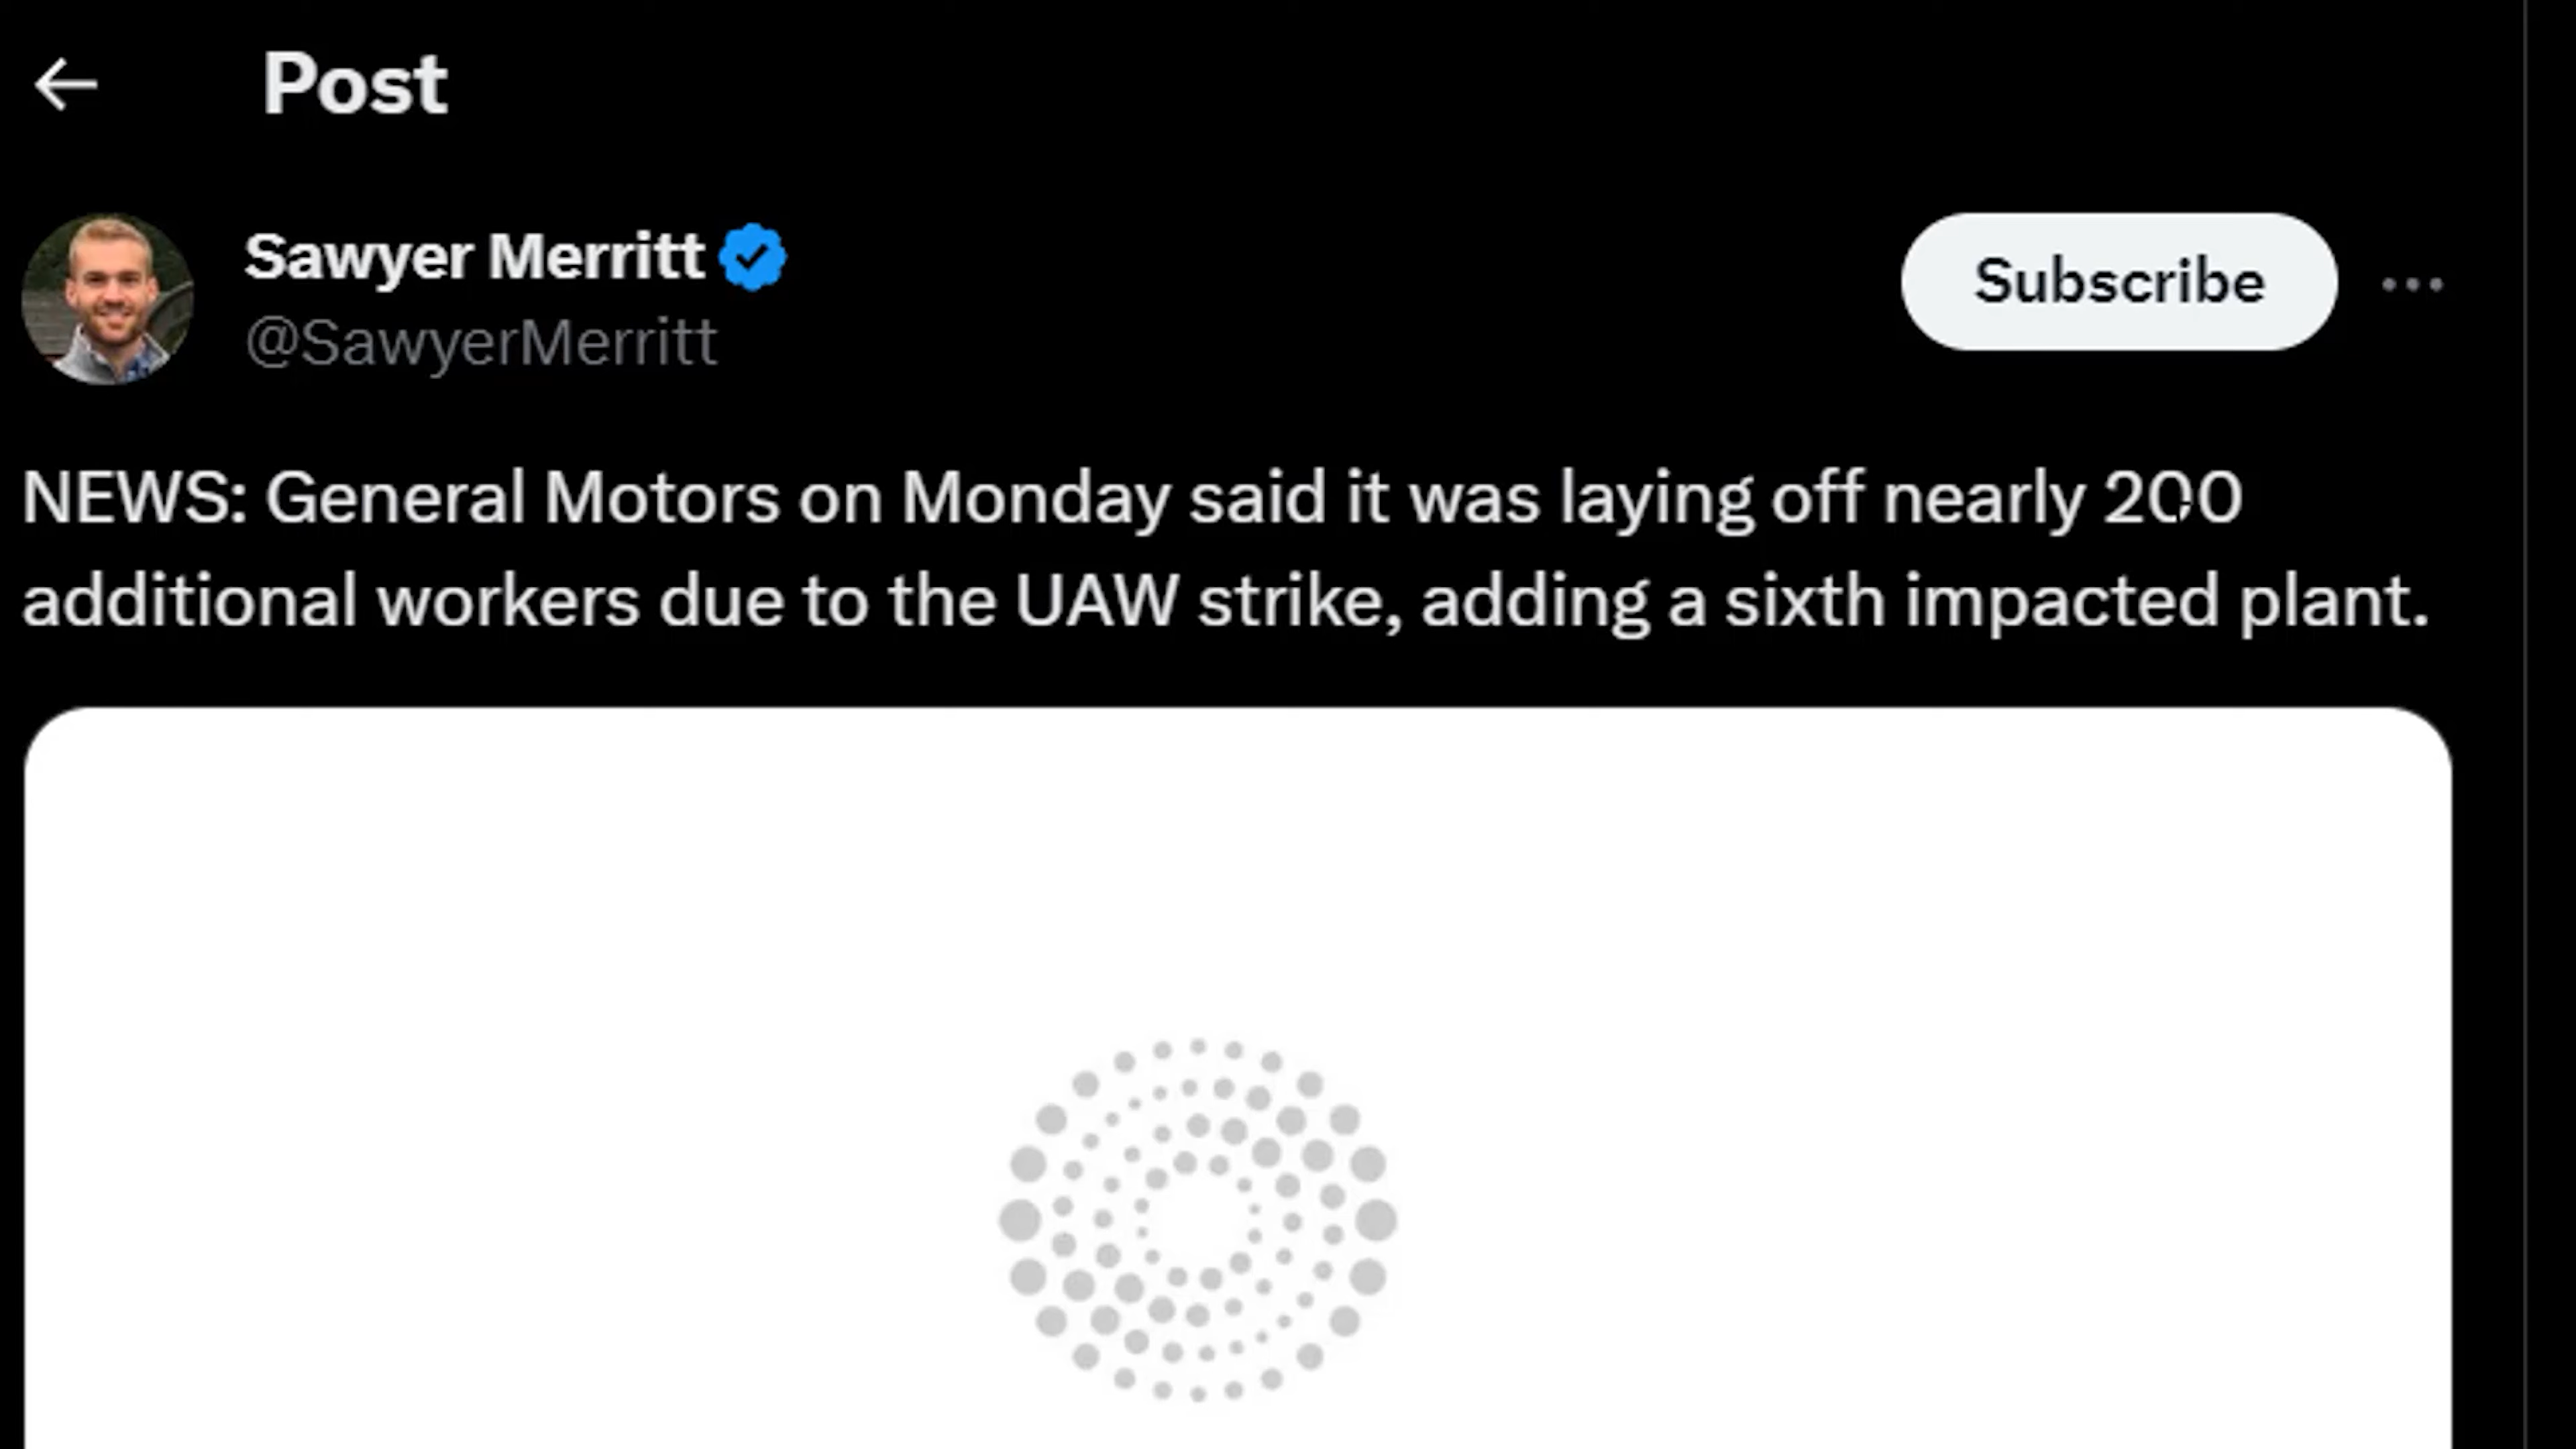 Post
Sawyer Merritt
@SawyerMerritt
Subscribe
NEWS: General Motors on Monday said it was laying off nearly 200
additional workers due to the UAW strike, adding a sixth impacted plant.